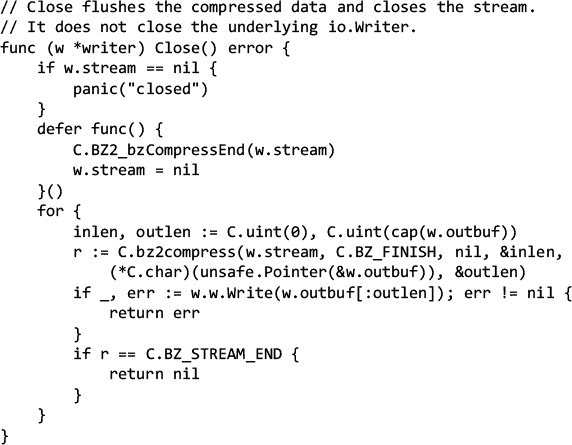 // Close flushes the compressed data and closes the stream.
// It does not close the underlying io.Writer.
func (w *writer) Close() error {
    if w.stream == nil {
        panic("closed")
    }
    defer func() {
        C.BZ2_bzCompressEnd(w.stream)
        w.stream = nil
    }()
    for {
        inlen, outlen := C.uint(0), C.uint(cap(w.outbuf))
        r := C.bz2compress(w.stream, C.BZ_FINISH, nil, &inlen,
            (*C.char)(unsafe.Pointer(&w.outbuf)), &outlen)
        if _, err := w.w.Write(w.outbuf[:outlen]); err != nil {
            return err
        }
        if r == C.BZ_STREAM_END {
            return nil
        }
    }
}